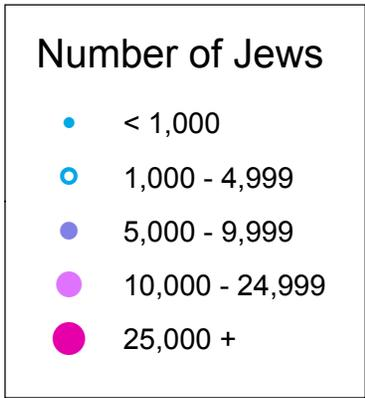 Number of Jews
< 1,000
1,000 - 4,999
5,000 - 9,999
10,000 - 24,999
25,000 +